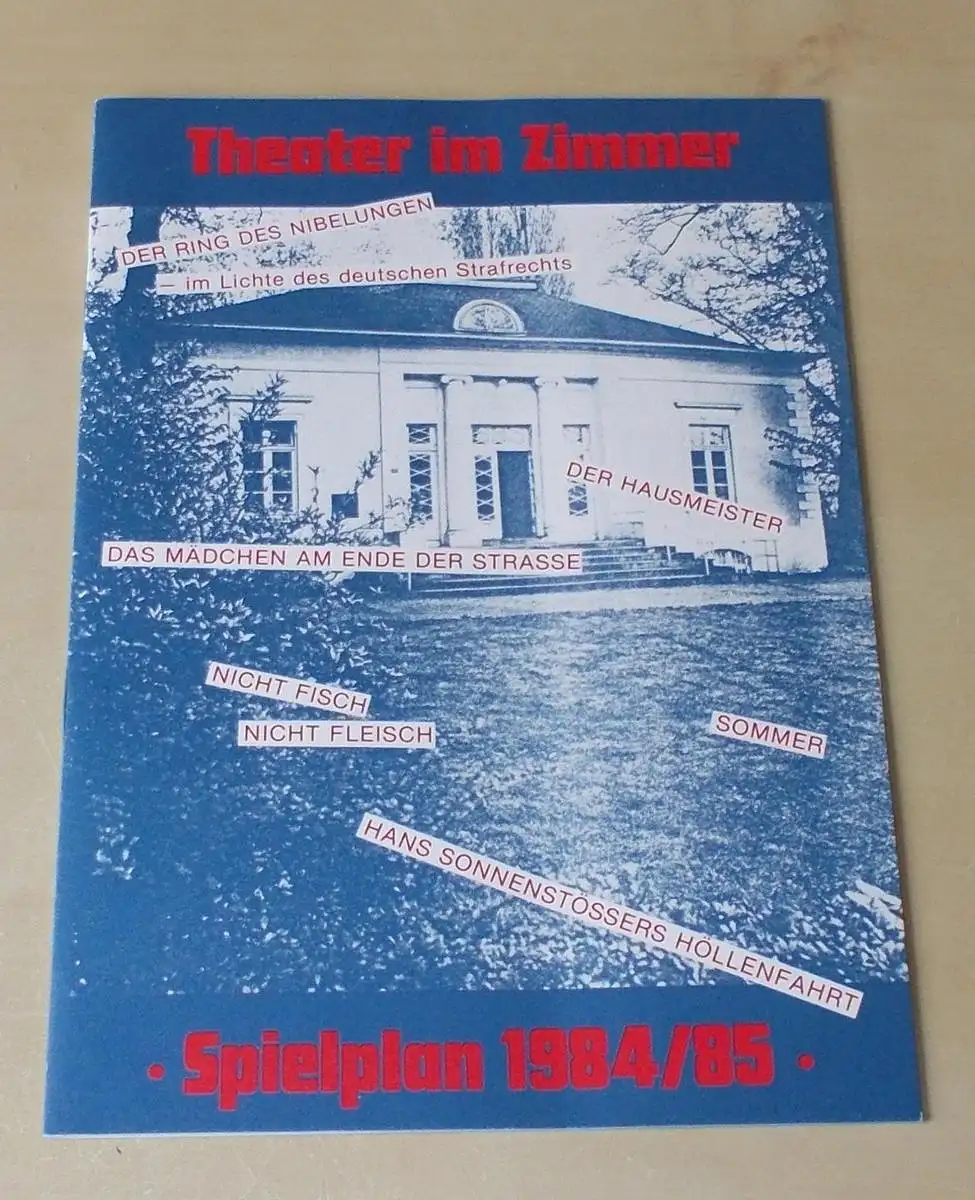 Theater im Zimmer
DER RING DES NIBELUNGEN
– im Lichte des deutschen Strafrechts
DER HAUSMEISTER
DAS MÄDCHEN AM ENDE DER STRASSE
NICHT FISCH
NICHT FLEISCH
SOMMER
HANS SONNENSTÖSSERS HÖLLENFAHRT
· Spielplan 1984/85 ·